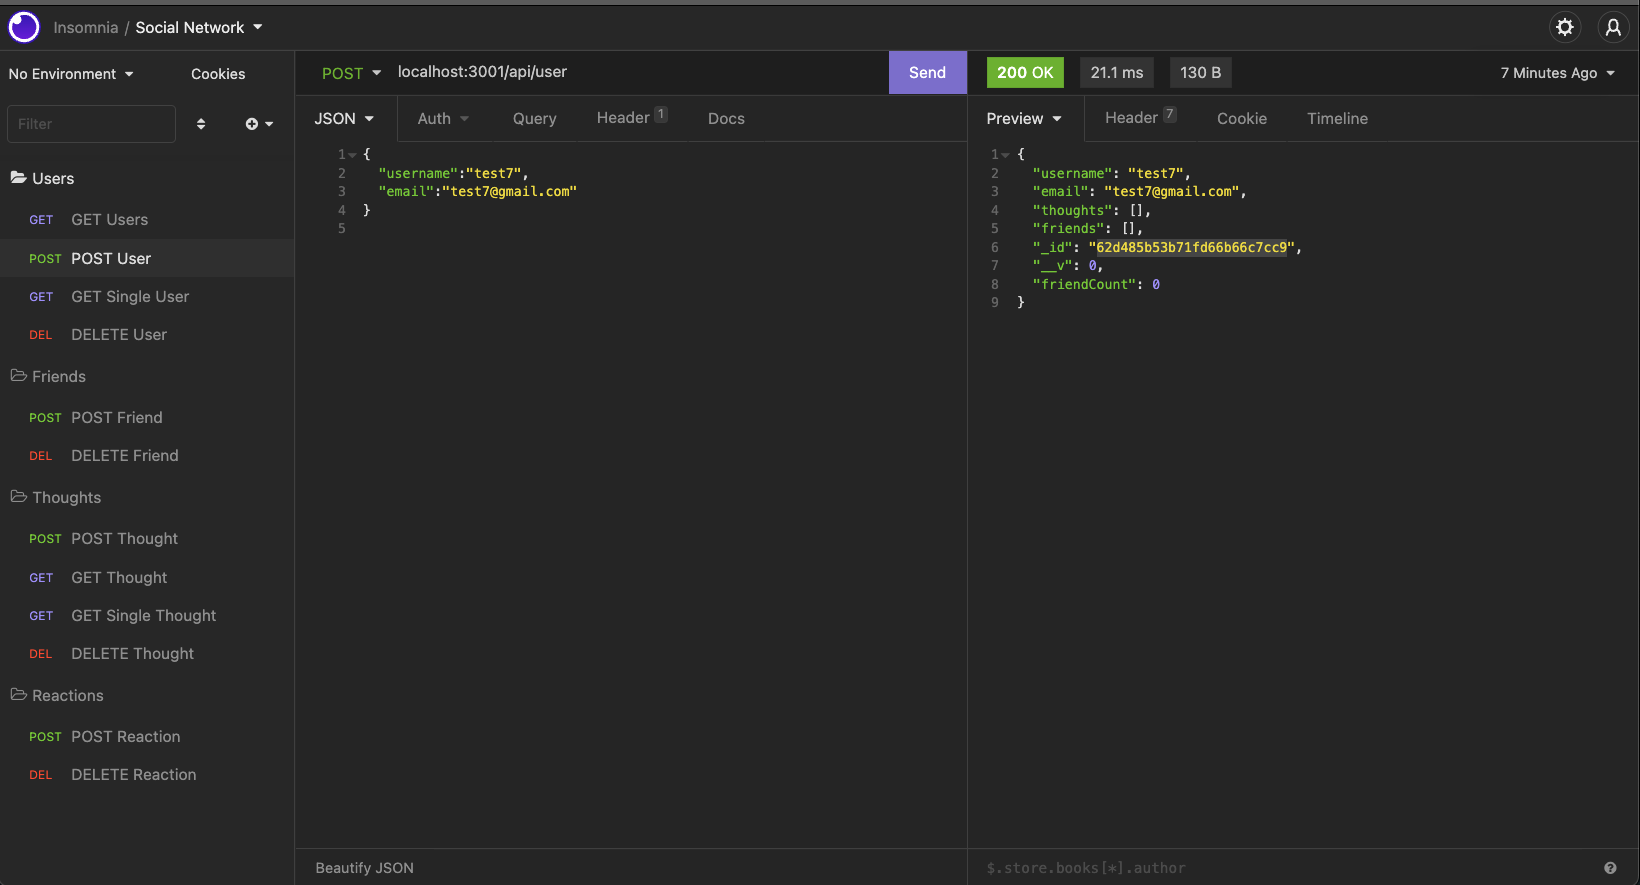 Insomnia / Social Network
No Environment
Cookies
Filter
Users
GET GET Users
POST POST User
GET GET Single User
DEL DELETE User
Friends
POST POST Friend
DEL DELETE Friend
Thoughts
POST POST Thought
GET GET Thought
GET GET Single Thought
DEL DELETE Thought
Reactions
POST POST Reaction
DEL DELETE Reaction
POST localhost:3001/api/user Send
JSON Auth Query Header 1 Docs
1 {
2 "username":"test7",
3 "email":"test7@gmail.com"
4 }
5
Beautify JSON
200 OK 21.1 ms 130 B 7 Minutes Ago
Preview Header 7 Cookie Timeline
1 {
2 "username": "test7",
3 "email": "test7@gmail.com",
4 "thoughts": [],
5 "friends": [],
6 "_id": "62d485b53b71fd66b66c7cc9",
7 "__v": 0,
8 "friendCount": 0
9 }
$.store.books[*].author